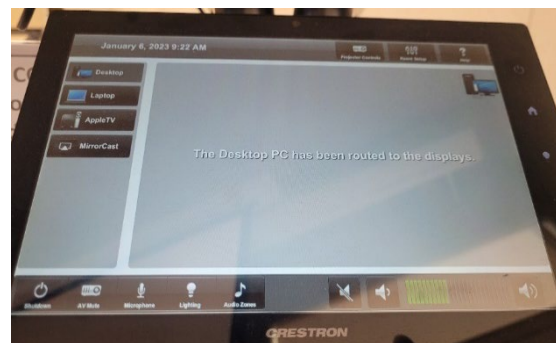 January 6, 2023 9:22 AM
Projector Controls
Room Setup
?
Help
Desktop
Laptop
AppleTV
MirrorCast
The Desktop PC has been routed to the displays.
Shutdown
AV Mute
Microphone
Lighting
Audio Zones
CRESTRON